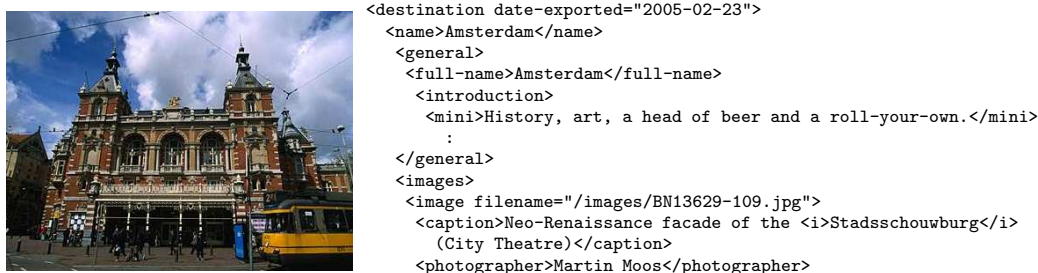 <destination date-exported="2005-02-23">
<name>Amsterdam</name>
<general>
<full-name>Amsterdam</full-name>
<introduction>
<mini>History, art, a head of beer and a roll-your-own.</mini>
:
</general>
<images>
<image filename="/images/BN13629-109.jpg">
<caption>Neo-Renaissance facade of the <i>Stadsschouwburg</i>
(City Theatre)</caption>
<photographer>Martin Moos</photographer>